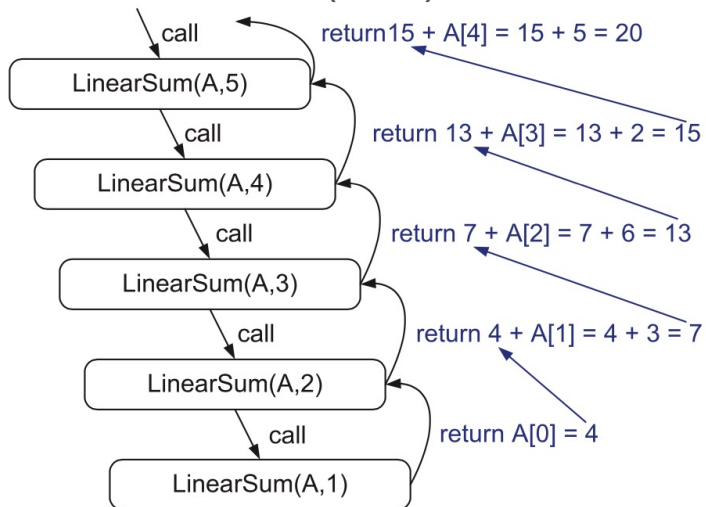 call
return15 + A[4] = 15 + 5 = 20
LinearSum(A,5)
call
return 13 + A[3] = 13 + 2 = 15
LinearSum(A,4)
call
return 7 + A[2] = 7 + 6 = 13
LinearSum(A,3)
call
return 4 + A[1] = 4 + 3 = 7
LinearSum(A,2)
call
return A[0] = 4
LinearSum(A,1)